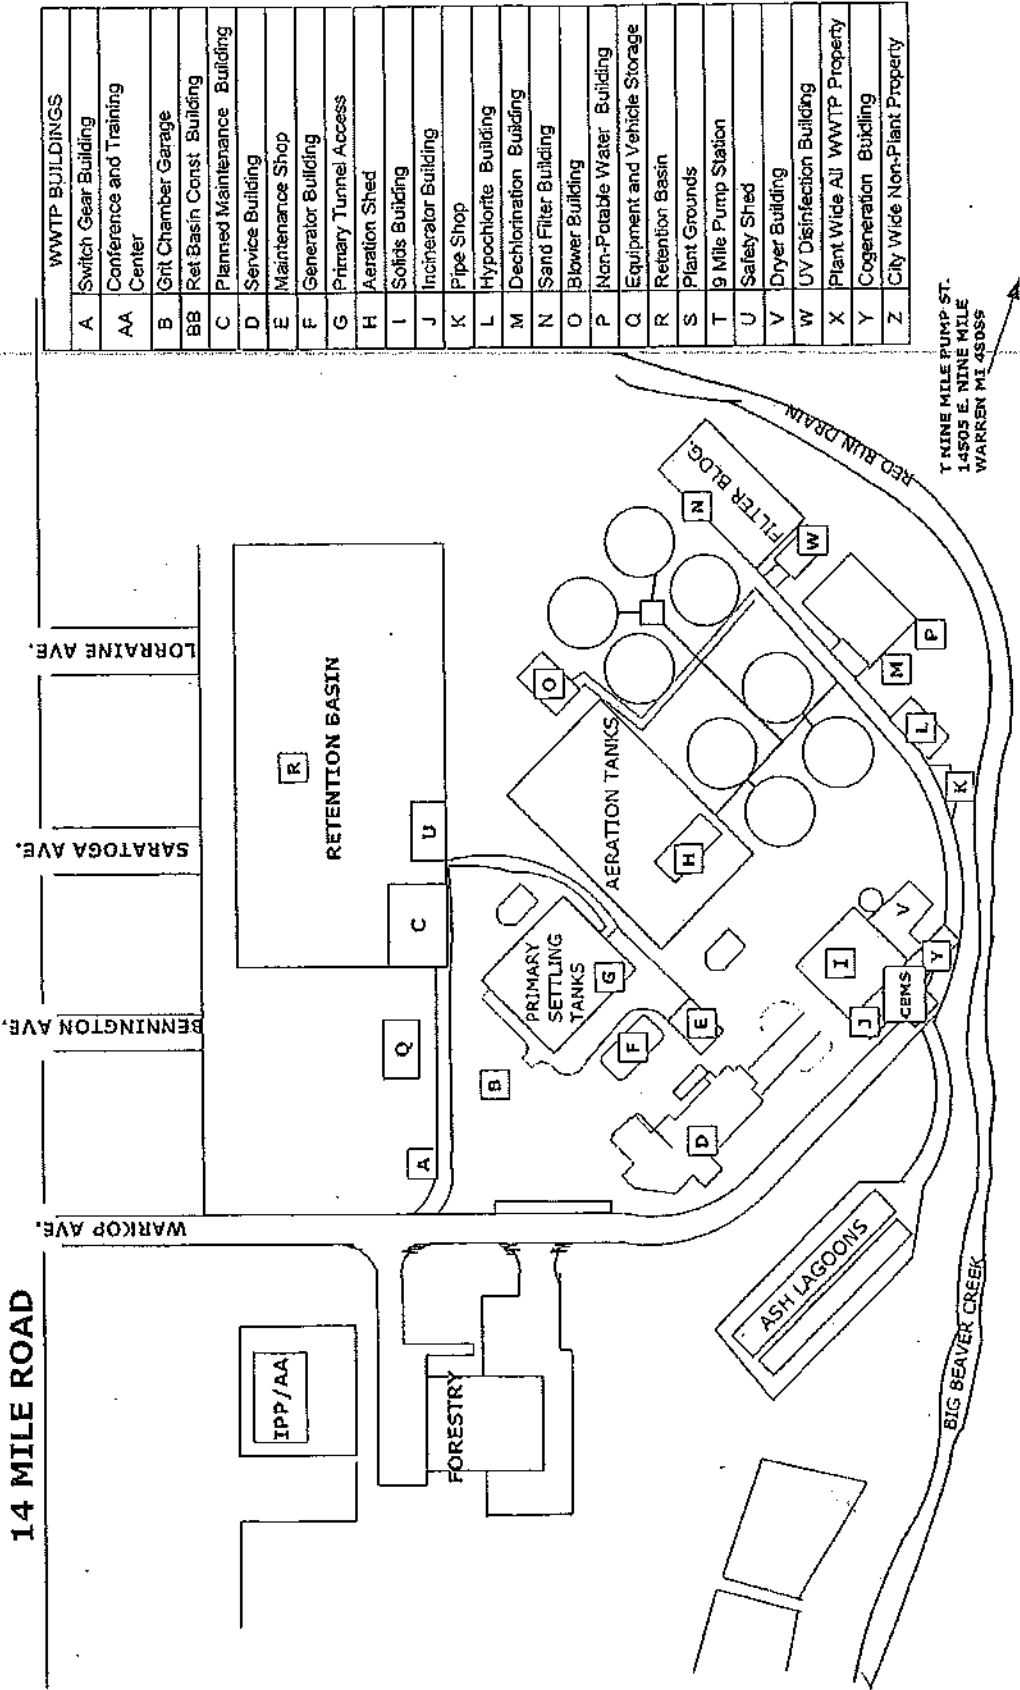 14 MILE ROAD
WARKOP AVE.
BENNINGTON AVE.
SARATOGA AVE.
LORRAINE AVE.
IPP/AA
FORESTRY
RETENTION BASIN
R
C
U
Q
A
B
PRIMARY
SETTLING
TANKS
G
F
E
D
AERATION TANKS
H
O
FILTER BLDG.
N
W
P
M
L
K
I
V
J
CEMS
Y
ASH LAGOONS
BIG BEAVER CREEK
RED RUN DRAIN
T NINE MILE PUMP ST.
14505 E. NINE MILE
WARREN MI 48089
WWTP BUILDINGS
A Switch Gear Building
AA Conference and Training
Center
B Grit Chamber Garage
BB Ret Basin Const Building
C Planned Maintenance Building
D Service Building
E Maintenance Shop
F Generator Building
G Primary Tunnel Access
H Aeration Shed
I Solids Building
J Incinerator Building
K Pipe Shop
L Hypochlorite Building
M Dechlorination Building
N Sand Filter Building
O Blower Building
P Non-Potable Water Building
Q Equipment and Vehicle Storage
R Retention Basin
S Plant Grounds
T 9 Mile Pump Station
U Safety Shed
V Dryer Building
W UV Disinfection Building
X Plant Wide All WWTP Property
Y Cogeneration Buidling
Z City Wide Non-Plant Property